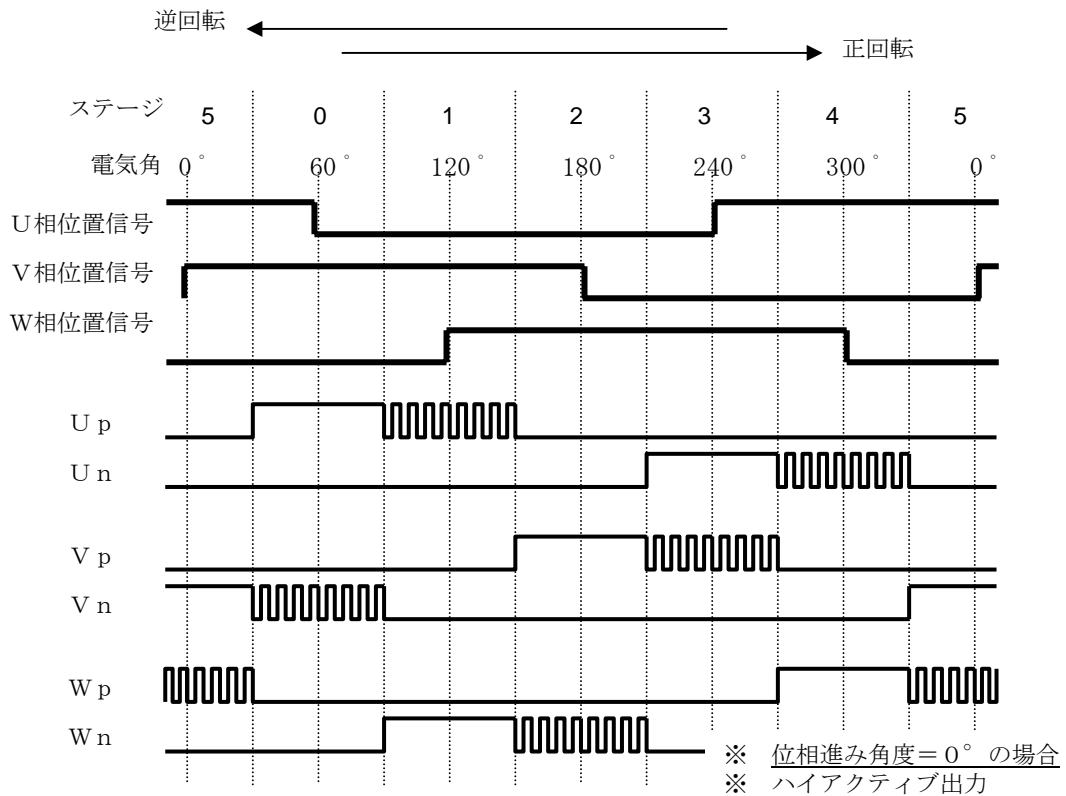 逆回転
正回転
ステージ 5 0 1 2 3 4 5
電気角 0° 60° 120° 180° 240° 300° 0°
U相位置信号
V相位置信号
W相位置信号
Up
Un
Vp
Vn
Wp
Wn
※ 位相進み角度=0°の場合
※ ハイアクティブ出力